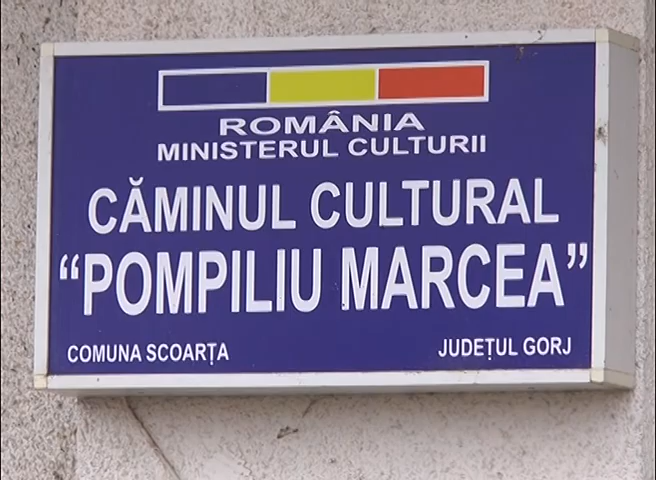 ROMÂNIA
MINISTERUL CULTURII
CĂMINUL CULTURAL
“POMPILIU MARCEA”
COMUNA SCOARȚA
JUDEȚUL GORJ